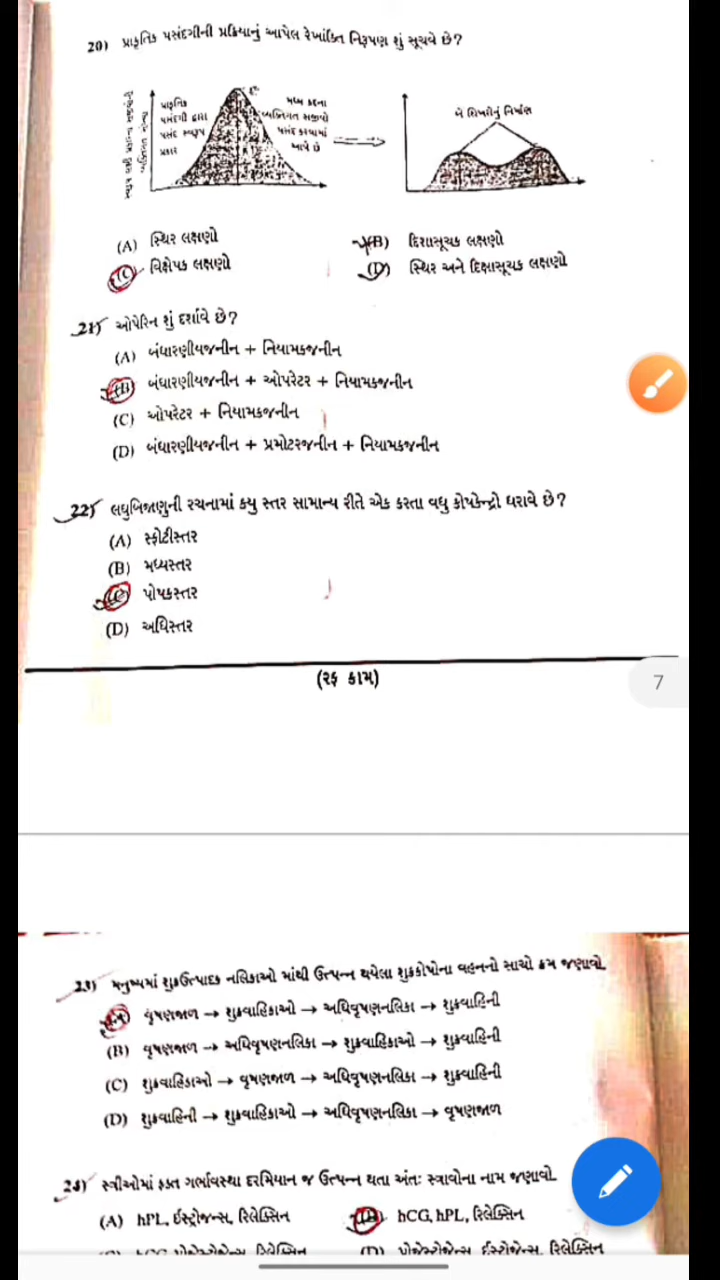 20) પ્રાકૃતિક પસંદગીની પ્રક્રિયાનું આપેલ રેખાંકિત નિરૂપણ શું સૂચવે છે?
પ્રાકૃતિક
પસંદગી દ્વારા
પસંદ સ્વરૂપ
પ્રકાર
મધ્ય કદના
વ્યક્તિગત સજીવો
પસંદ કરવામાં
આવે છે
બે શિખરોનું નિર્માણ
(A) સ્થિર લક્ષણો
(B) દિશાસૂચક લક્ષણો
(C) વિક્ષેપક લક્ષણો
(D) સ્થિર અને દિક્ષાસૂચક લક્ષણો
21) ઓપેરિન શું દર્શાવે છે?
(A) બંધારણીયજનીન + નિયામકજનીન
(B) બંધારણીયજનીન + ઓપરેટર + નિયામકજનીન
(C) ઓપરેટર + નિયામકજનીન
(D) બંધારણીયજનીન + પ્રમોટરજનીન + નિયામકજનીન
22) લઘુબિજાણુની રચનામાં ક્યુ સ્તર સામાન્ય રીતે એક કરતા વધુ કોષકેન્દ્રો ધરાવે છે?
(A) સ્ફોટીસ્તર
(B) મધ્યસ્તર
(C) પોષકસ્તર
(D) અધિસ્તર
(રફ કામ)
7
23) મનુષ્યમાં શુક્રઉત્પાદક નલિકાઓ માંથી ઉત્પન્ન થયેલા શુક્રકોષોના વહનનો સાચો ક્રમ જણાવો.
(A) વૃષણજાળ → શુક્રવાહિકાઓ → અધિવૃષણનલિકા → શુક્રવાહિની
(B) વૃષણજાળ → અધિવૃષણનલિકા → શુક્રવાહિકાઓ → શુક્રવાહિની
(C) શુક્રવાહિકાઓ → વૃષણજાળ → અધિવૃષણનલિકા → શુક્રવાહિની
(D) શુક્રવાહિની → શુક્રવાહિકાઓ → અધિવૃષણનલિકા → વૃષણજાળ
24) સ્ત્રીઓમાં ફક્ત ગર્ભાવસ્થા દરમિયાન જ ઉત્પન્ન થતા અંતઃ સ્ત્રાવોના નામ જણાવો.
(A) hPL, ઈસ્ટ્રોજન્સ, રિલેક્સિન
(B) hCG, hPL, રિલેક્સિન
(C) hCG, પ્રોજેસ્ટોજેન્સ, રિલેક્સિન
(D) પ્રોજેસ્ટોજેન્સ, ઈસ્ટ્રોજેન્સ, રિલેક્સિન